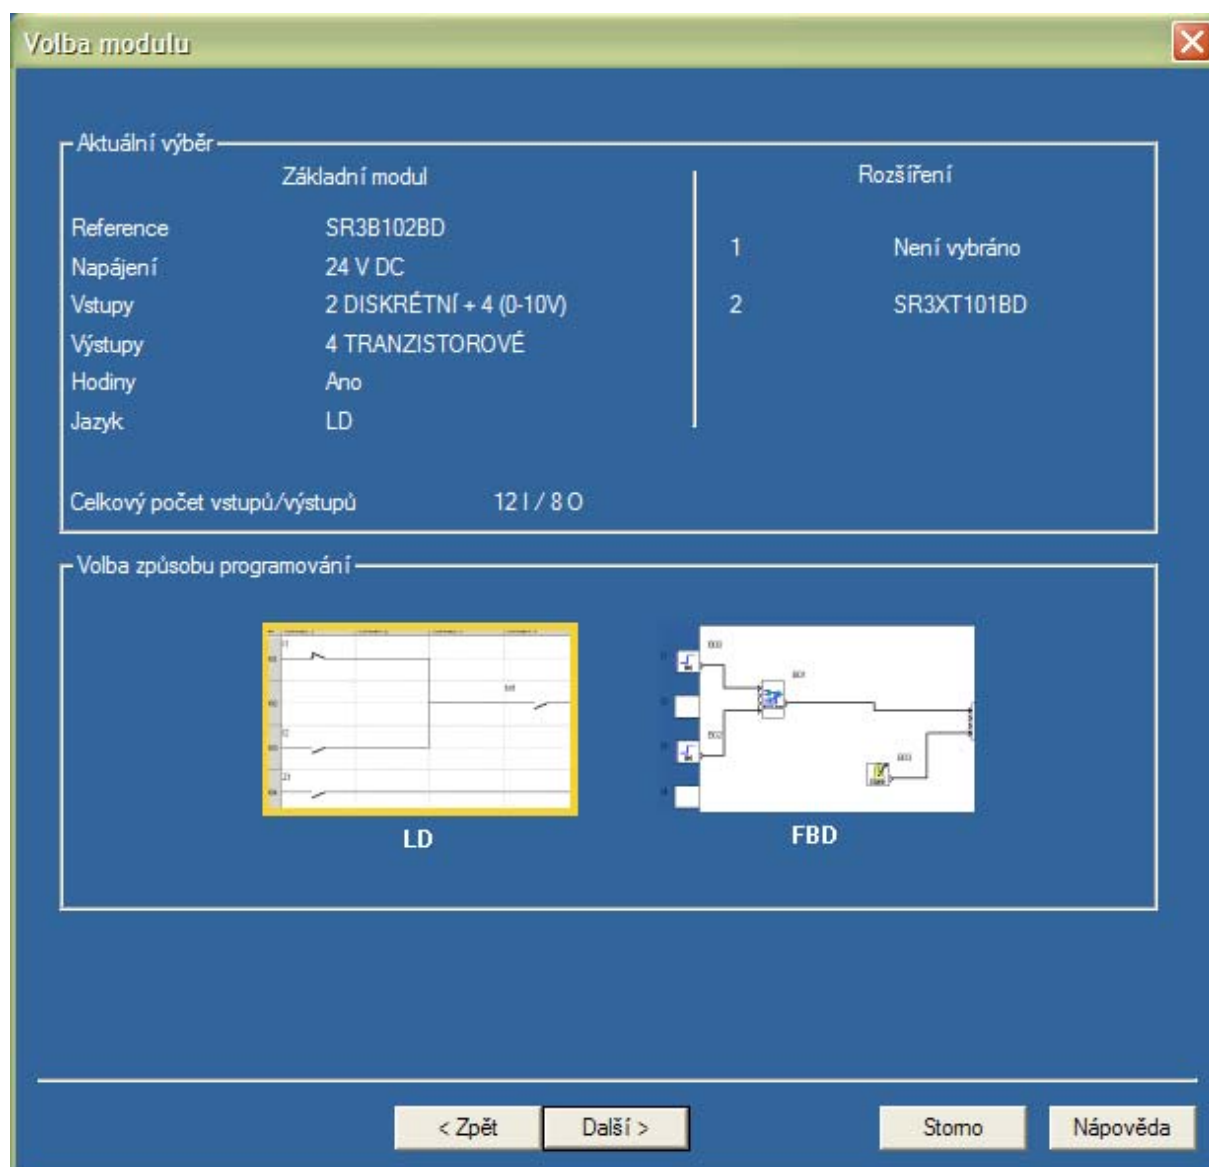 Volba modulu
Aktuální výběr
Základní modul
Reference SR3B102BD
Napájení 24 V DC
Vstupy 2 DISKRÉTNÍ + 4 (0-10V)
Výstupy 4 TRANZISTOROVÉ
Hodiny Ano
Jazyk LD
Rozšíření
1 Není vybráno
2 SR3XT101BD
Celkový počet vstupů/výstupů 12 I / 8 O
Volba způsobu programování
LD
FBD
< Zpět
Další >
Storno
Nápověda